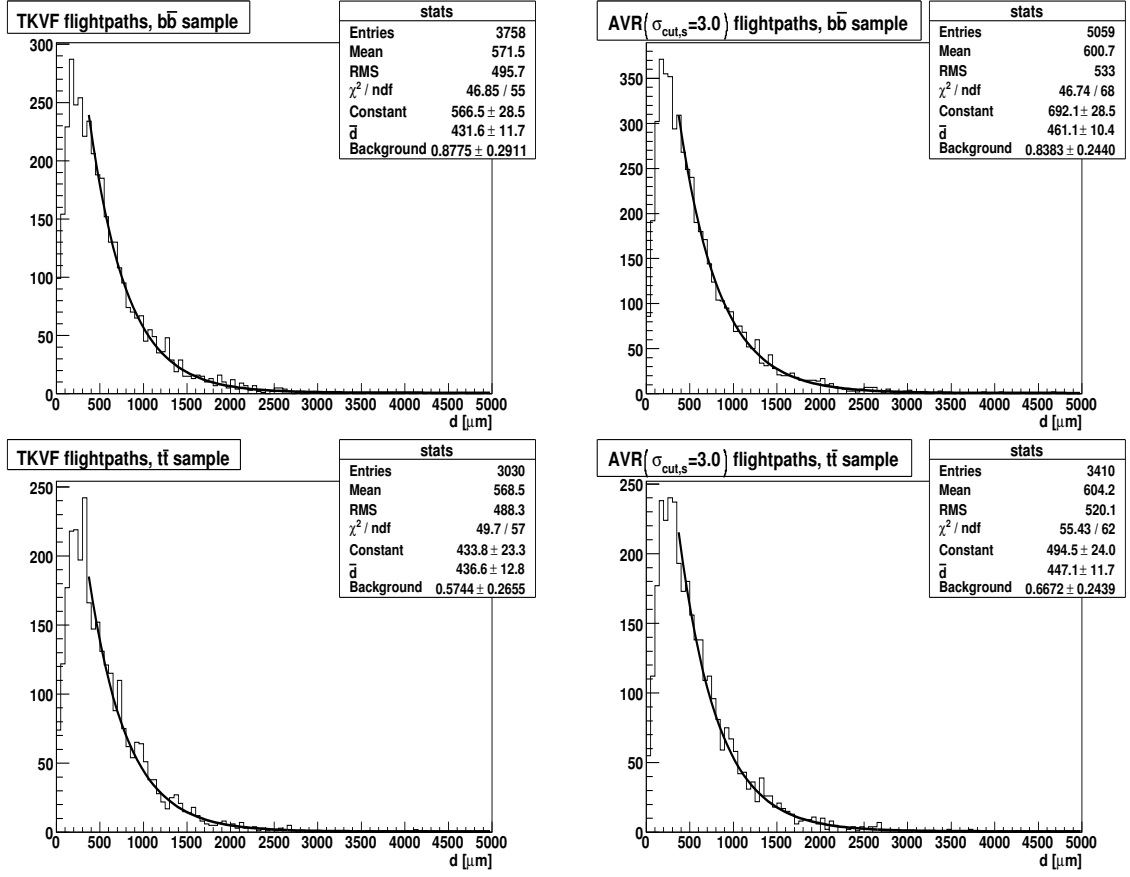 TKVF flightpaths, bb̅ sample
stats
Entries 3758
Mean 571.5
RMS 495.7
χ² / ndf 46.85 / 55
Constant 566.5 ± 28.5
d̅ 431.6 ± 11.7
Background 0.8775 ± 0.2911
300
250
200
150
100
50
0
0 500 1000 1500 2000 2500 3000 3500 4000 4500 5000
d [μm]
AVR(σcut,s=3.0) flightpaths, bb̅ sample
stats
Entries 5059
Mean 600.7
RMS 533
χ² / ndf 46.74 / 68
Constant 692.1 ± 28.5
d̅ 461.1 ± 10.4
Background 0.8383 ± 0.2440
350
300
250
200
150
100
50
0
0 500 1000 1500 2000 2500 3000 3500 4000 4500 5000
d [μm]
TKVF flightpaths, tt̅ sample
stats
Entries 3030
Mean 568.5
RMS 488.3
χ² / ndf 49.7 / 57
Constant 433.8 ± 23.3
d̅ 436.6 ± 12.8
Background 0.5744 ± 0.2655
250
200
150
100
50
0
0 500 1000 1500 2000 2500 3000 3500 4000 4500 5000
d [μm]
AVR(σcut,s=3.0) flightpaths, tt̅ sample
stats
Entries 3410
Mean 604.2
RMS 520.1
χ² / ndf 55.43 / 62
Constant 494.5 ± 24.0
d̅ 447.1 ± 11.7
Background 0.6672 ± 0.2439
250
200
150
100
50
0
0 500 1000 1500 2000 2500 3000 3500 4000 4500 5000
d [μm]